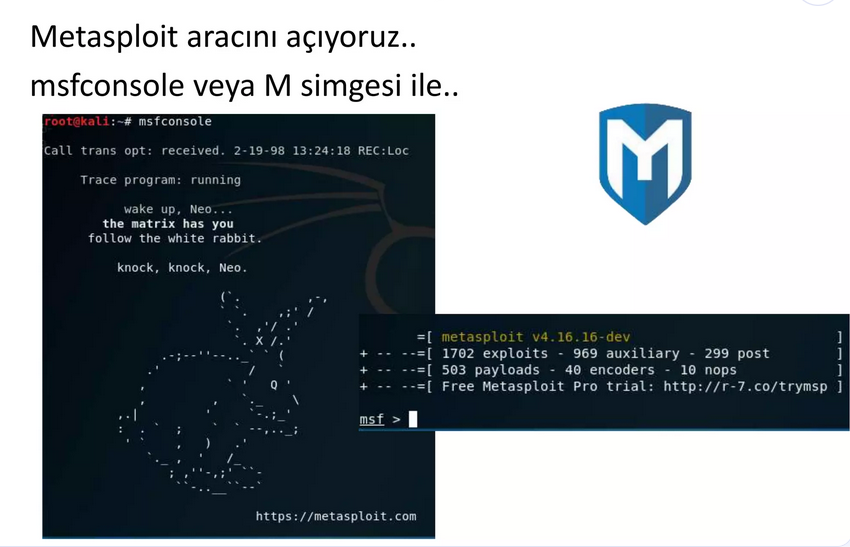 Metasploit aracını açıyoruz..
msfconsole veya M simgesi ile..
root@kali:~# msfconsole
Call trans opt: received. 2-19-98 13:24:18 REC:Loc
Trace program: running
wake up, Neo...
the matrix has you
follow the white rabbit.
knock, knock, Neo.
https://metasploit.com
M
=[ metasploit v4.16.16-dev ]
+ -- --=[ 1702 exploits - 969 auxiliary - 299 post ]
+ -- --=[ 503 payloads - 40 encoders - 10 nops ]
+ -- --=[ Free Metasploit Pro trial: http://r-7.co/trymsp ]
msf >